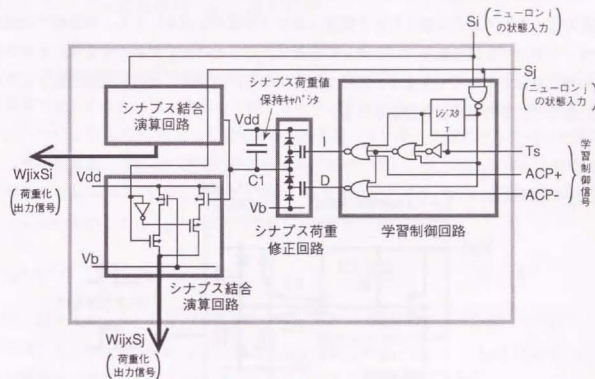 Si (ニューロン i
の状態入力)
Sj
(ニューロン j
の状態入力)
シナプス荷重値
保持キャパシタ
シナプス結合
演算回路
Vdd
レジスタ
T
I
Ts
WjixSi
(荷重化
出力信号)
C1
D
ACP+
ACP-
学習制御信号
Vdd
Vb
シナプス荷重
修正回路
学習制御回路
Vb
シナプス結合
演算回路
WijxSj
(荷重化
出力信号)